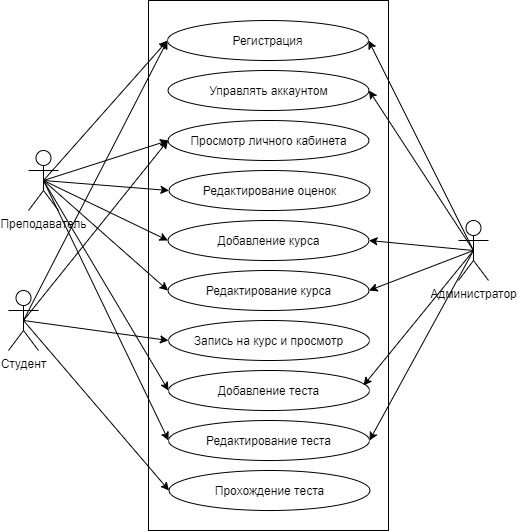 Регистрация
Управлять аккаунтом
Просмотр личного кабинета
Редактирование оценок
Преподаватель
Добавление курса
Редактирование курса
Администратор
Запись на курс и просмотр
Студент
Добавление теста
Редактирование теста
Прохождение теста